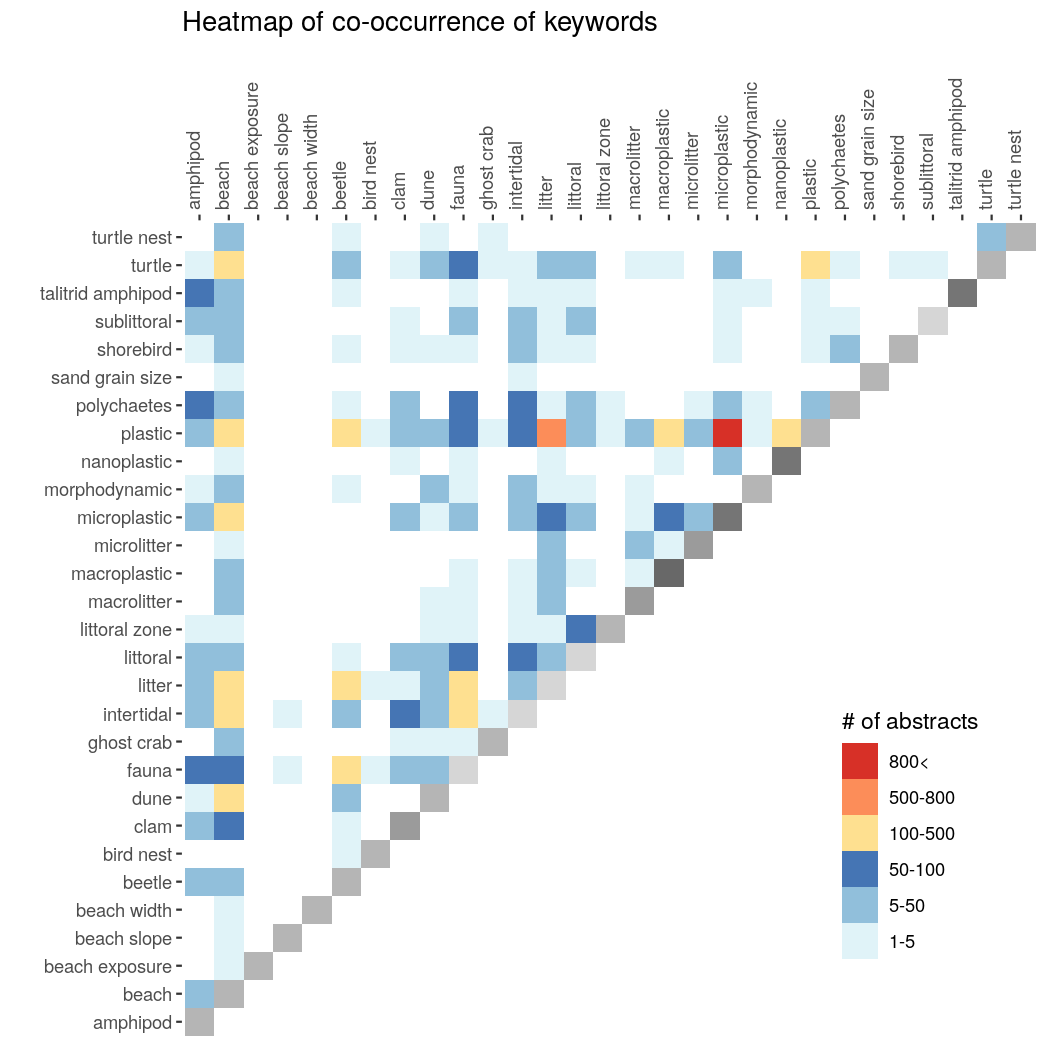 Heatmap of co-occurrence of keywords
amphipod
beach
beach exposure
beach slope
beach width
beetle
bird nest
clam
dune
fauna
ghost crab
intertidal
litter
littoral
littoral zone
macrolitter
macroplastic
microlitter
microplastic
morphodynamic
nanoplastic
plastic
polychaetes
sand grain size
shorebird
sublittoral
talitrid amphipod
turtle
turtle nest
turtle nest
turtle
talitrid amphipod
sublittoral
shorebird
sand grain size
polychaetes
plastic
nanoplastic
morphodynamic
microplastic
microlitter
macroplastic
macrolitter
littoral zone
littoral
litter
intertidal
ghost crab
fauna
dune
clam
bird nest
beetle
beach width
beach slope
beach exposure
beach
amphipod
# of abstracts
800<
500-800
100-500
50-100
5-50
1-5